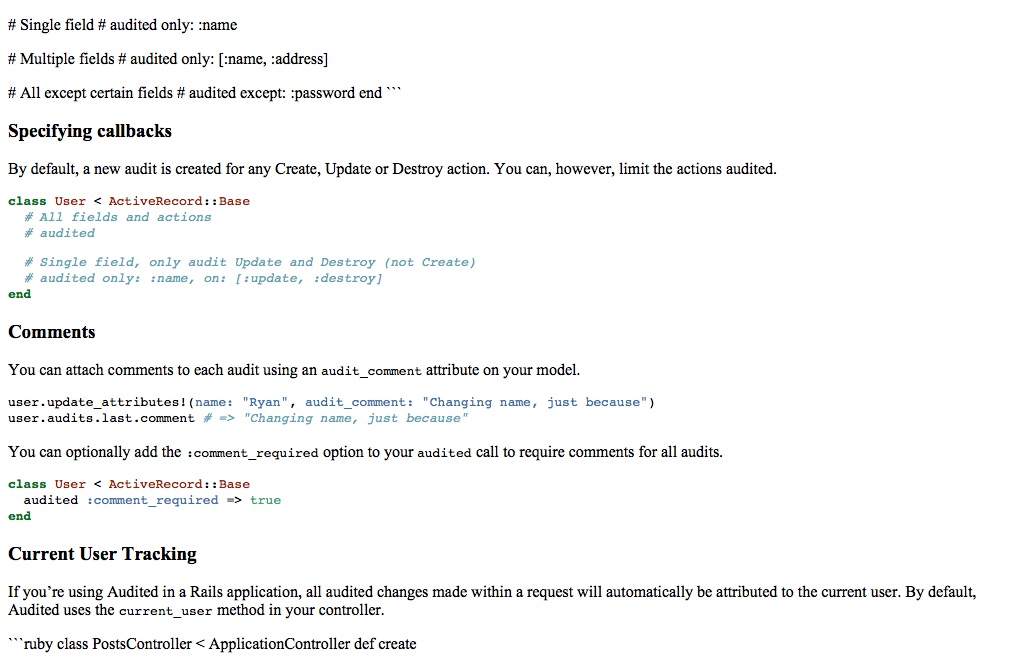 # Single field # audited only: :name
# Multiple fields # audited only: [:name, :address]
# All except certain fields # audited except: :password end ```
Specifying callbacks
By default, a new audit is created for any Create, Update or Destroy action. You can, however, limit the actions audited.
class User < ActiveRecord::Base
  # All fields and actions
  # audited
  # Single field, only audit Update and Destroy (not Create)
  # audited only: :name, on: [:update, :destroy]
end
Comments
You can attach comments to each audit using an audit_comment attribute on your model.
user.update_attributes!(name: "Ryan", audit_comment: "Changing name, just because")
user.audits.last.comment # => "Changing name, just because"
You can optionally add the :comment_required option to your audited call to require comments for all audits.
class User < ActiveRecord::Base
  audited :comment_required => true
end
Current User Tracking
If you’re using Audited in a Rails application, all audited changes made within a request will automatically be attributed to the current user. By default,
Audited uses the current_user method in your controller.
```ruby class PostsController < ApplicationController def create